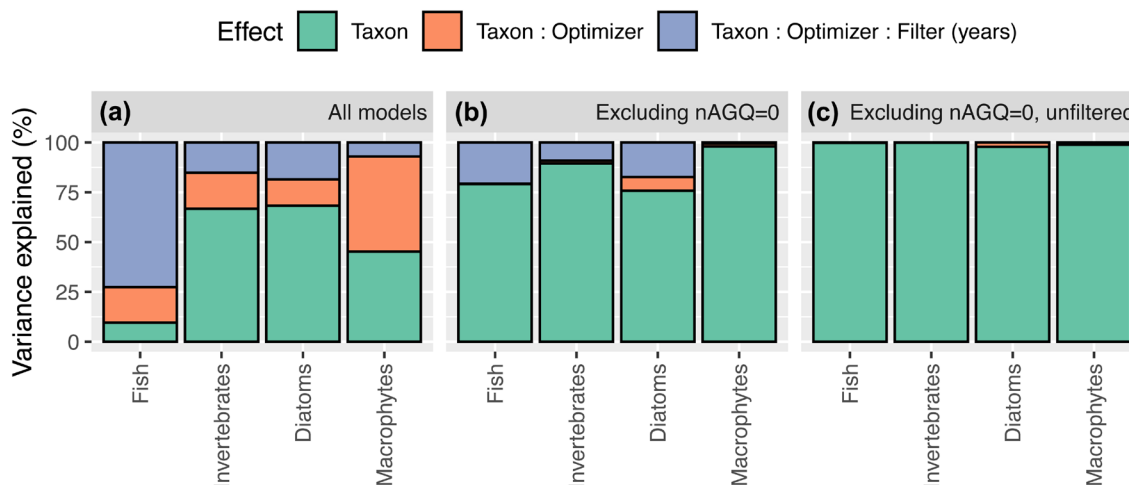 Effect Taxon Taxon : Optimizer Taxon : Optimizer : Filter (years)
(a) All models
(b) Excluding nAGQ=0
(c) Excluding nAGQ=0, unfiltered
Variance explained (%)
100
75
50
25
0
Fish
nvertebrates
Diatoms
Macrophytes
Fish
nvertebrates
Diatoms
Macrophytes
Fish
nvertebrates
Diatoms
Macrophytes